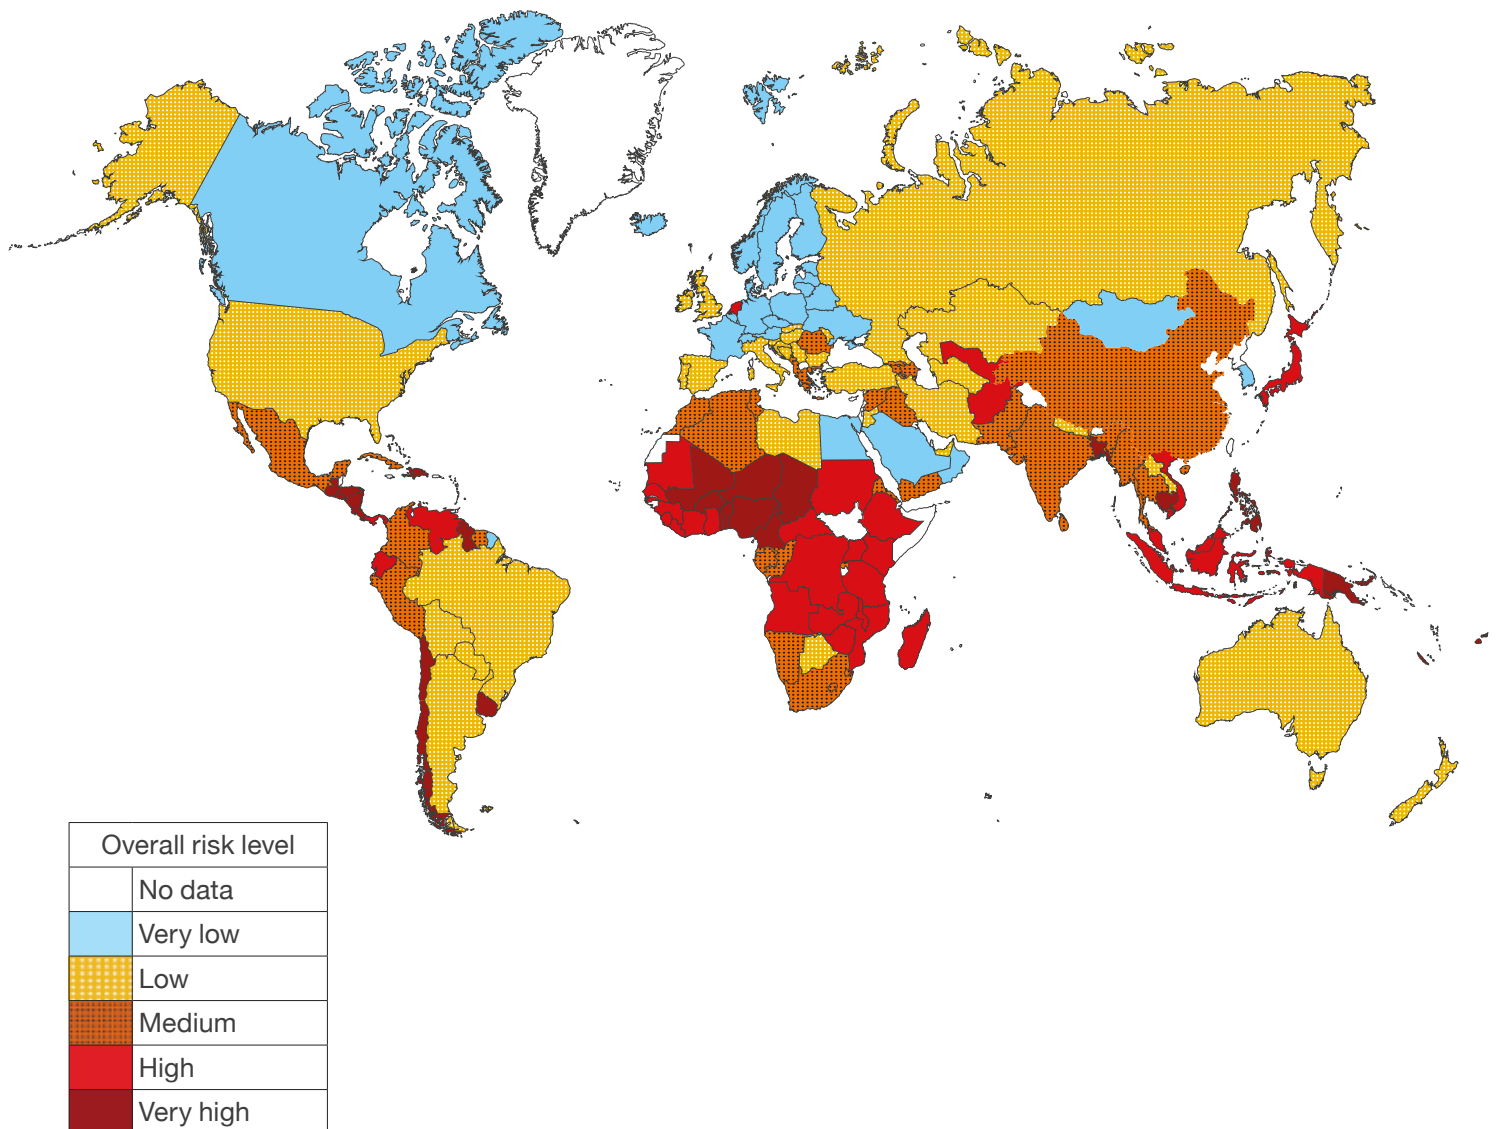 Overall risk level
No data
Very low
Low
Medium
High
Very high